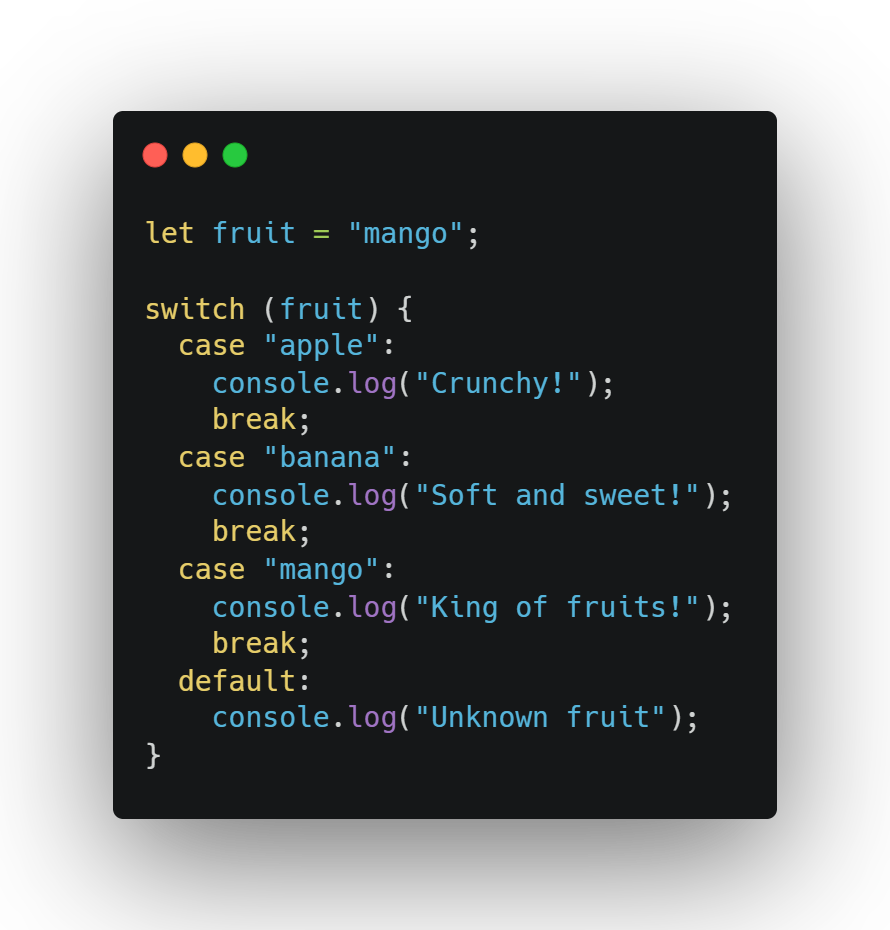 let fruit = "mango";

switch (fruit) {
  case "apple":
    console.log("Crunchy!");
    break;
  case "banana":
    console.log("Soft and sweet!");
    break;
  case "mango":
    console.log("King of fruits!");
    break;
  default:
    console.log("Unknown fruit");
}